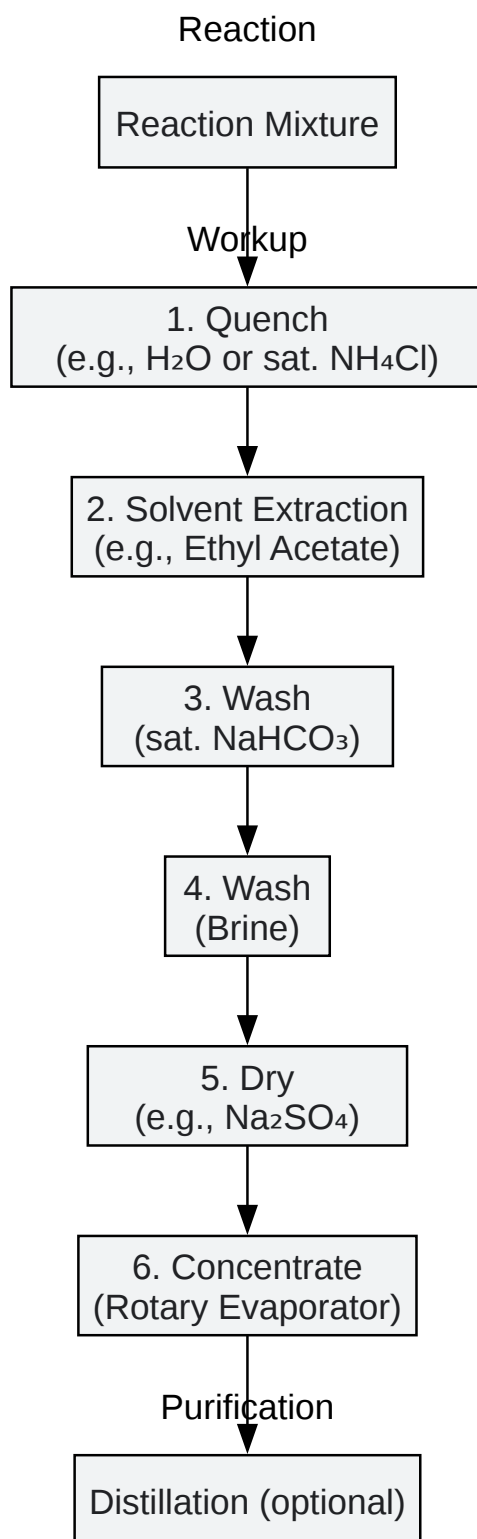 Reaction
Reaction Mixture
Workup
1. Quench
(e.g., H₂O or sat. NH₄Cl)
2. Solvent Extraction
(e.g., Ethyl Acetate)
3. Wash
(sat. NaHCO₃)
4. Wash
(Brine)
5. Dry
(e.g., Na₂SO₄)
6. Concentrate
(Rotary Evaporator)
Purification
Distillation (optional)